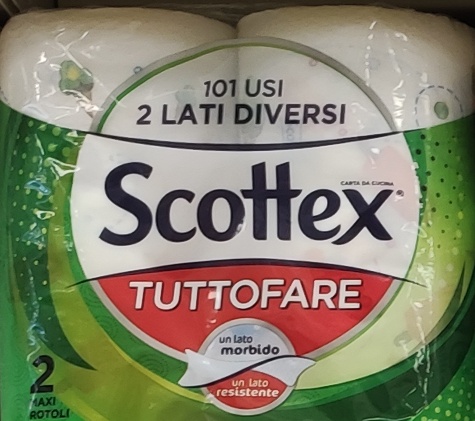 101 USI
2 LATI DIVERSI
CARTA DA CUCINA
Scottex®
TUTTOFARE
un lato
morbido
un lato
resistente
2
MAXI
ROTOLI